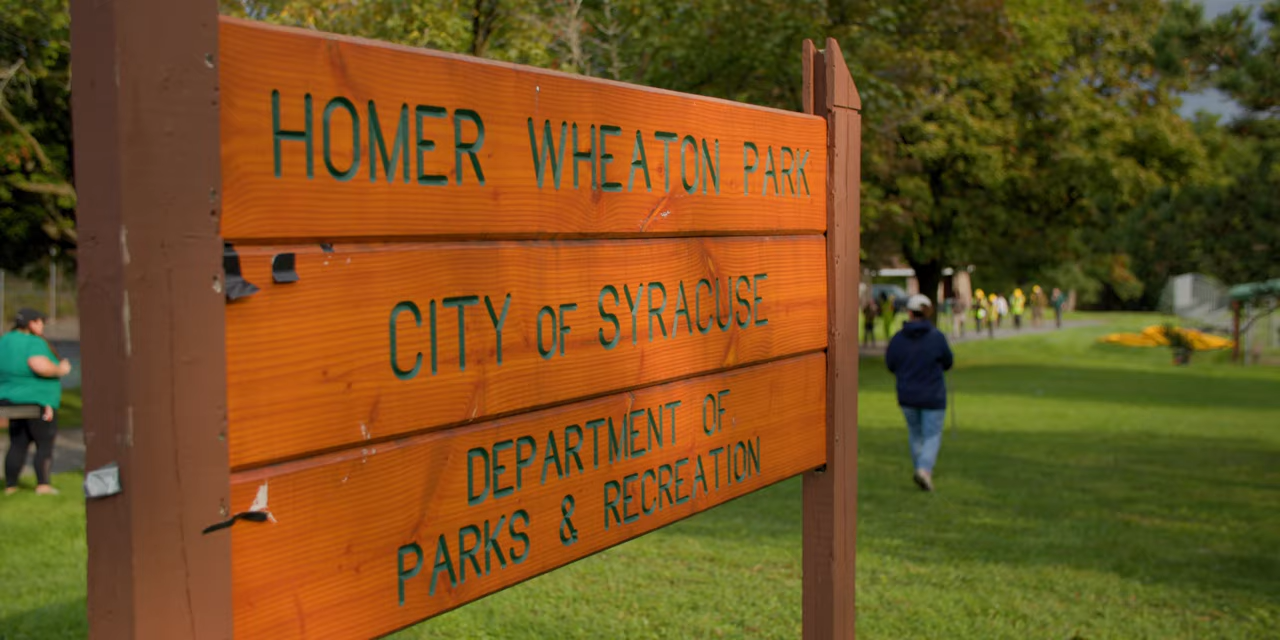 HOMER WHEATON PARK
CITY OF SYRACUSE
DEPARTMENT OF
PARKS & RECREATION